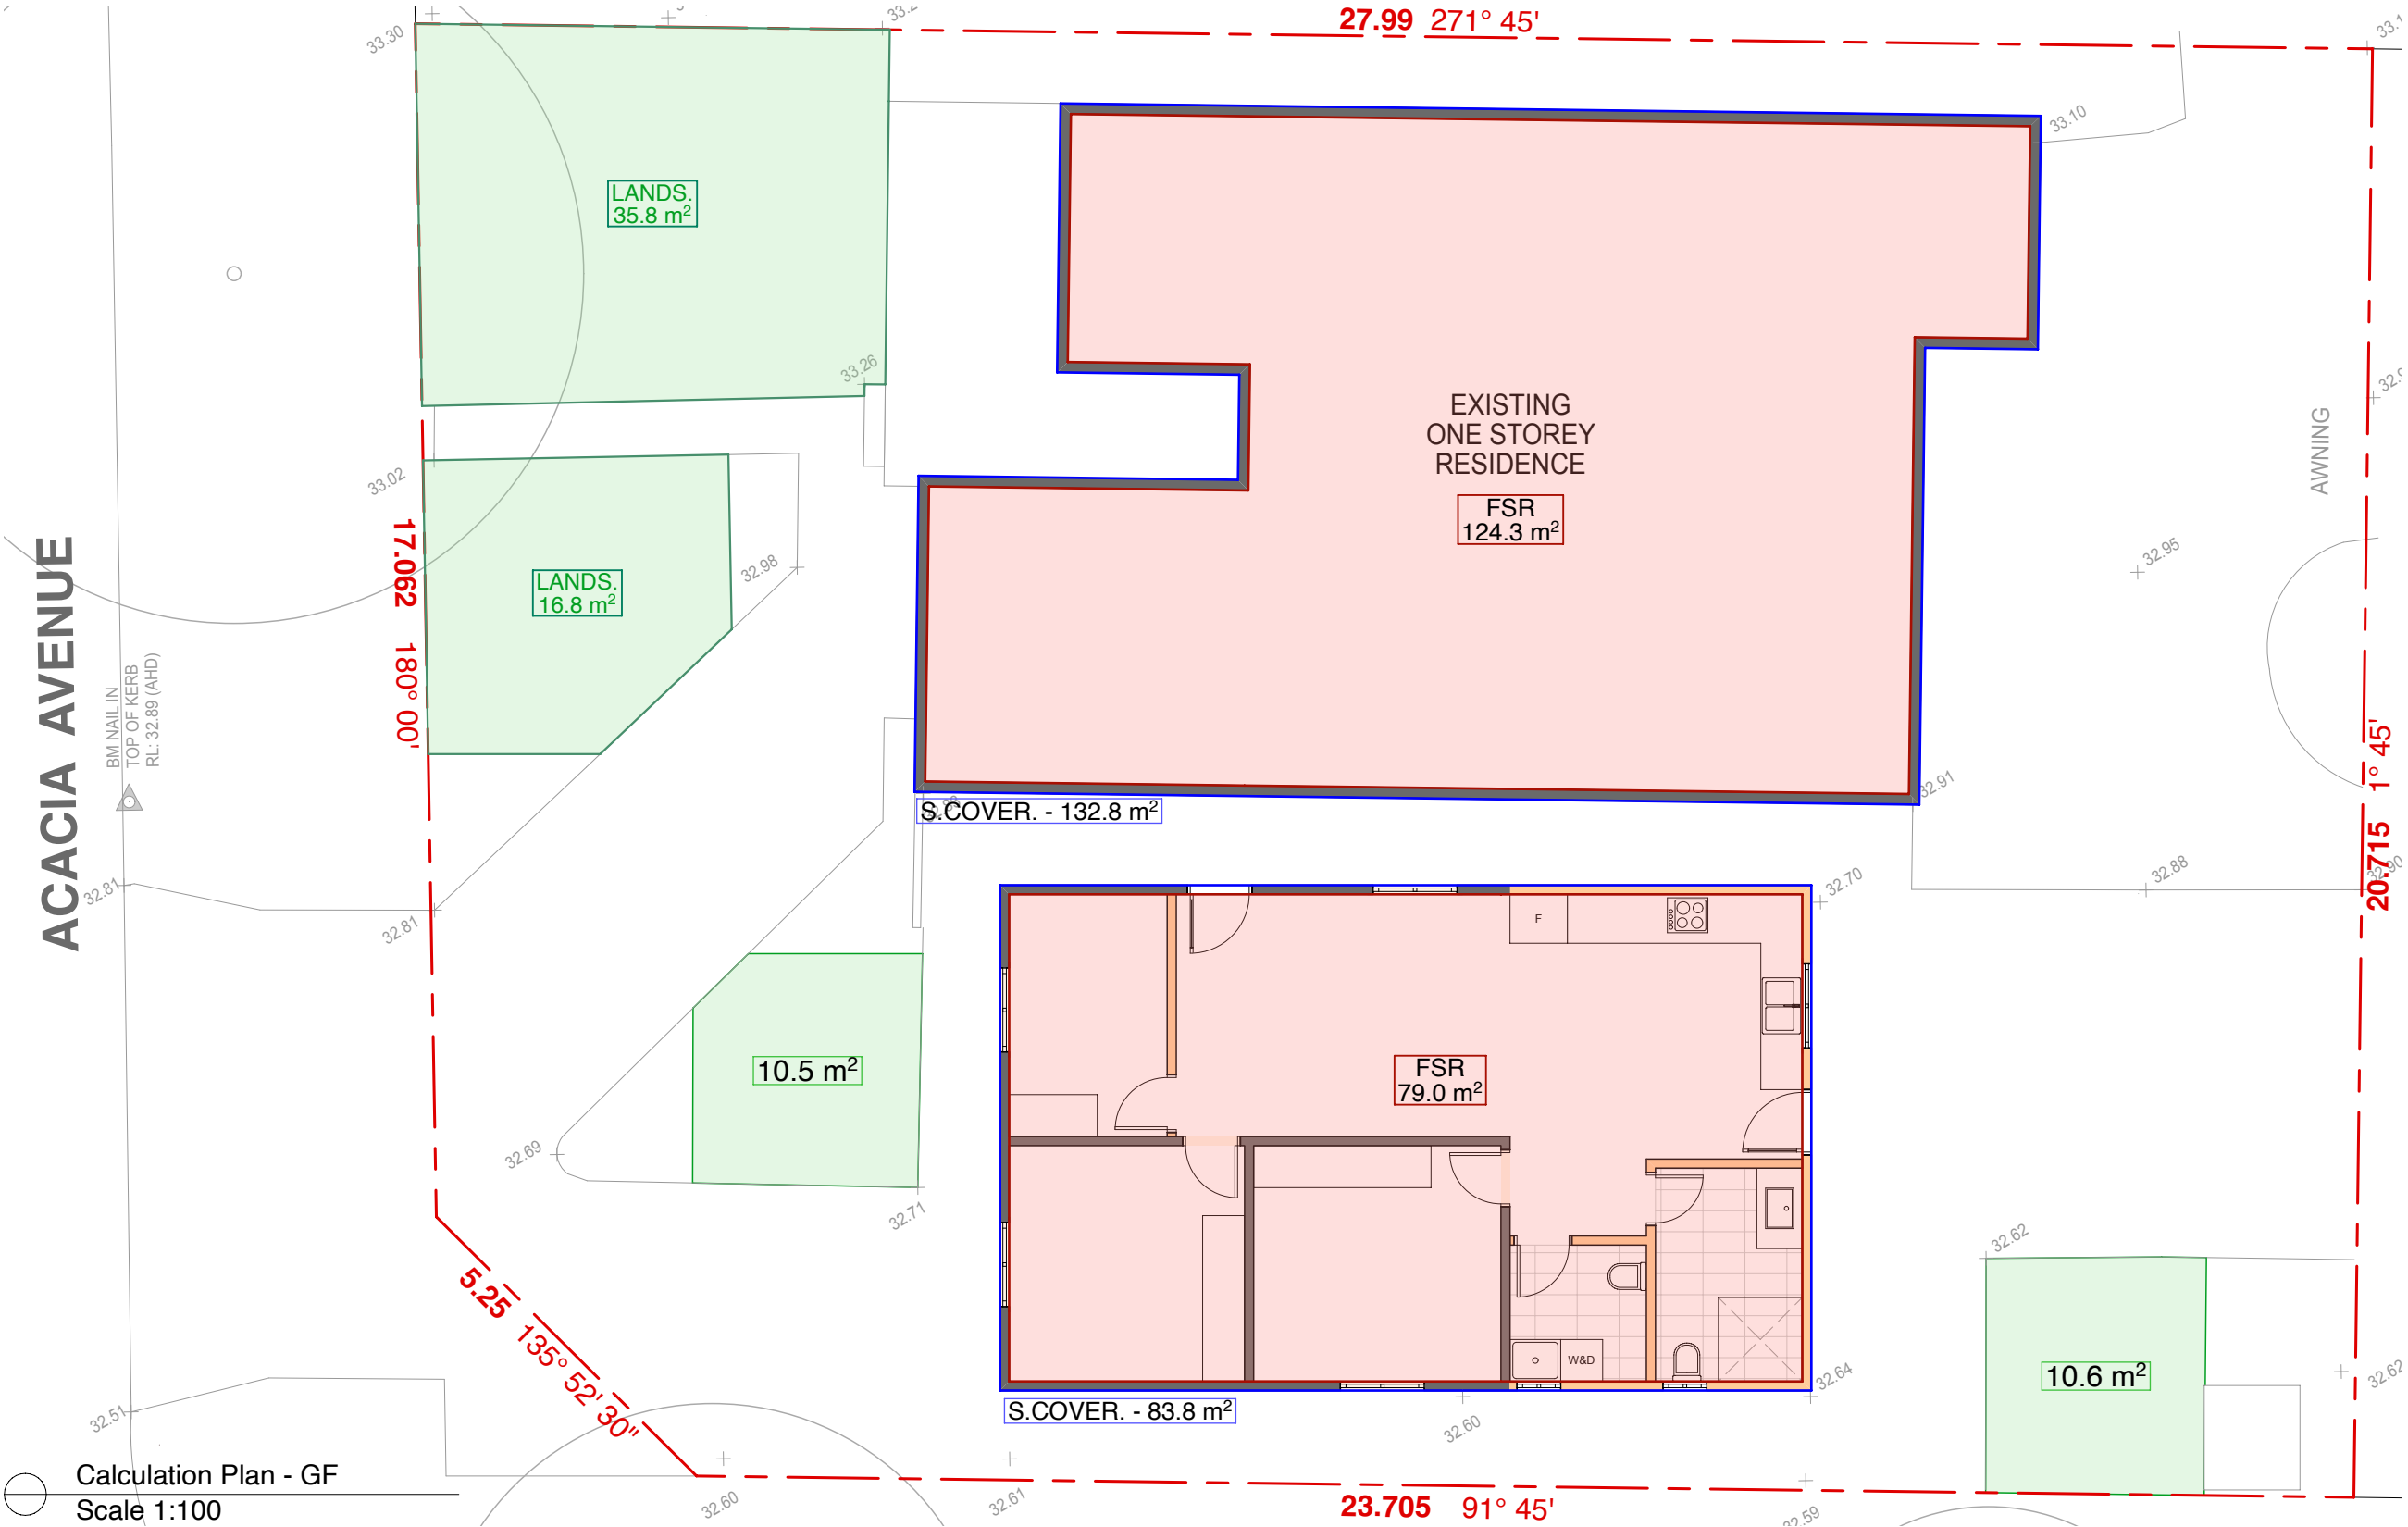 27.99 271° 45'
33.30
33.10
LANDS.
35.8 m²
33.26
EXISTING
ONE STOREY
RESIDENCE
FSR
124.3 m²
AWNING
33.02
32.98
32.95
17.062 180° 00'
LANDS.
16.8 m²
ACACIA AVENUE
BM NAIL IN
TOP OF KERB
RL: 32.89 (AHD)
20.715 1° 45'
32.91
S.COVER. - 132.8 m²
32.81
32.81
32.70
32.88
32.90
F
10.5 m²
FSR
79.0 m²
32.69
32.71
32.62
5.25 135° 52' 30"
W&D
10.6 m²
32.62
32.64
S.COVER. - 83.8 m²
32.60
32.51
Calculation Plan - GF
Scale 1:100
32.60
32.61
23.705 91° 45'
32.59